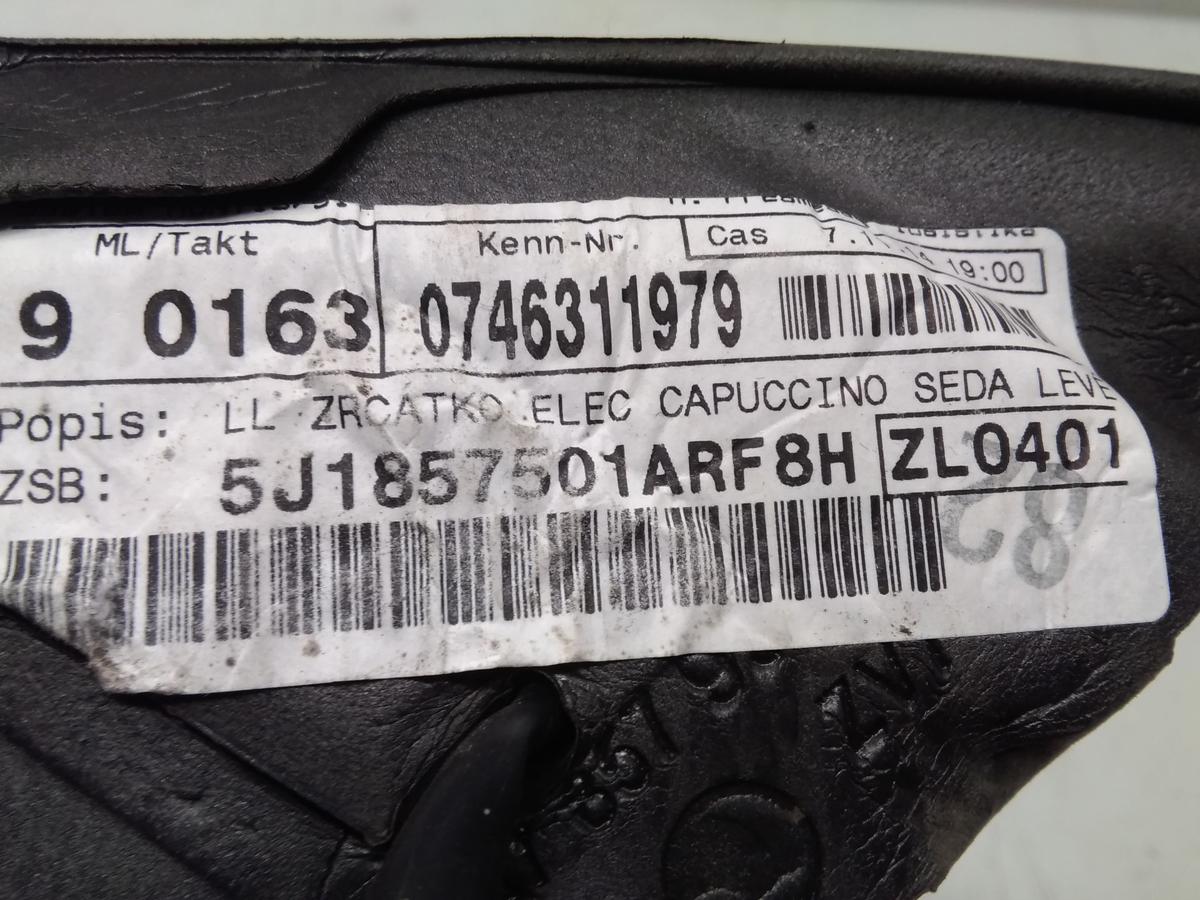 ML/Takt Kenn-Nr. Cas 19:00
9 0163 0746311979
Popis: LL ZRCATKO ELEC CAPUCCINO SEDA LEVE
ZSB: 5J1857501ARF8H ZL0401
82